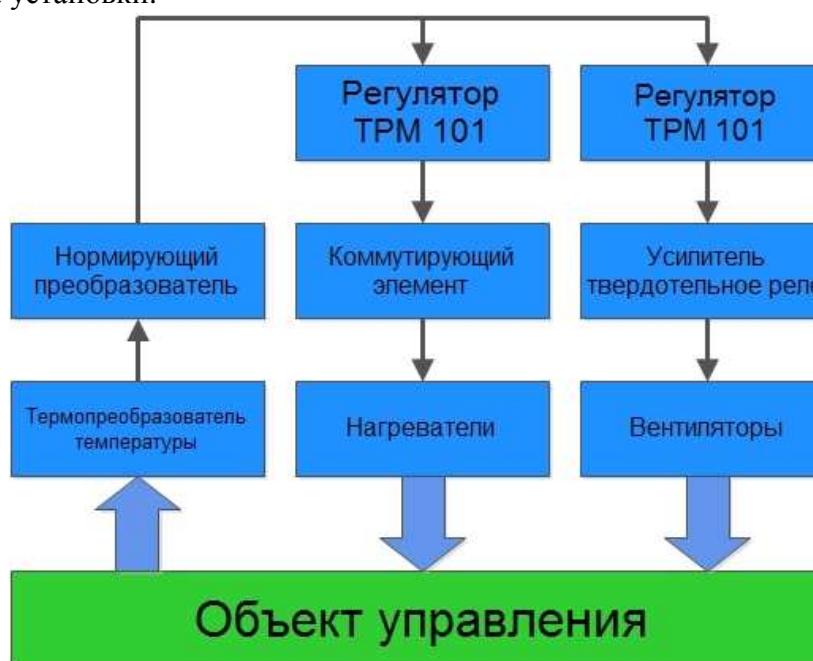 установки.
Регулятор
ТРМ 101
Регулятор
ТРМ 101
Нормирующий
преобразователь
Коммутирующий
элемент
Усилитель
твердотельное реле
Термопреобразователь
температуры
Нагреватели
Вентиляторы
Объект управления